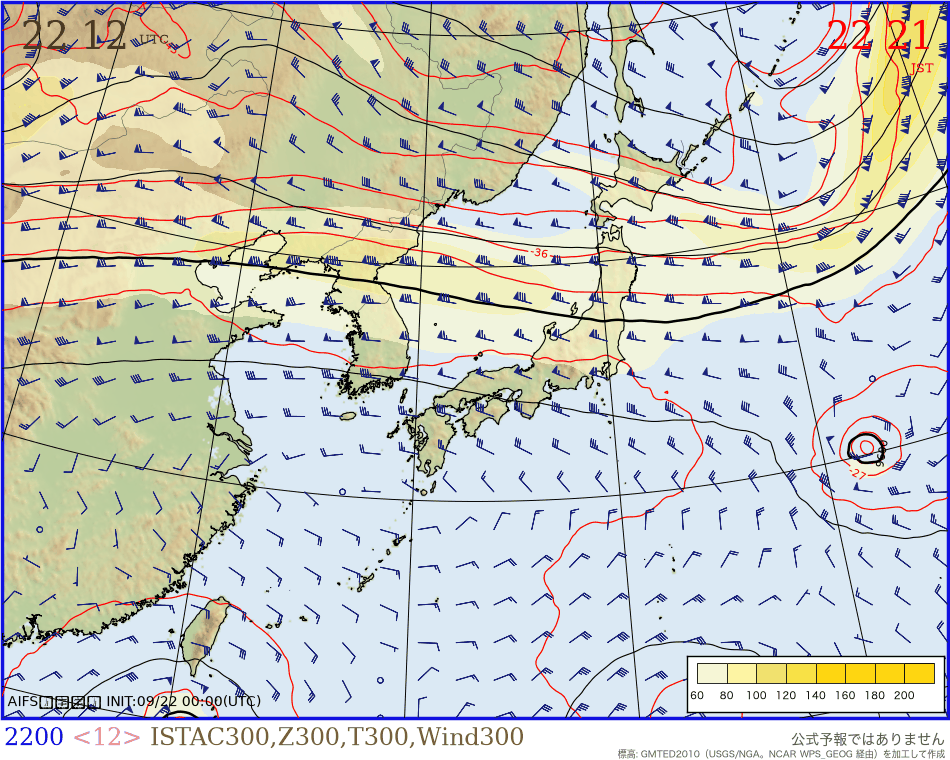 22 12 UTC
22 21
JST
-36
-27
AIFS INIT:09/22 00:00(UTC)
60 80 100 120 140 160 180 200
2200 <12> ISTAC300,Z300,T300,Wind300
公式予報ではありません
標高: GMTED2010（USGS/NGA。NCAR WPS_GEOG 経由）を加工して作成